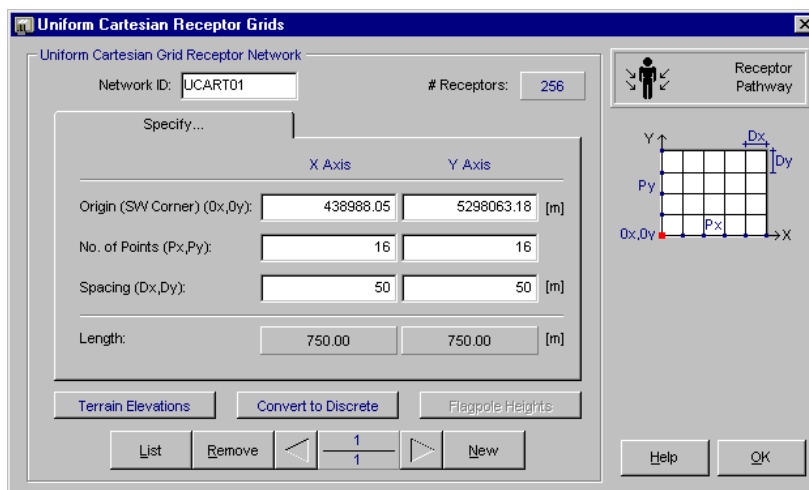 Uniform Cartesian Receptor Grids
Uniform Cartesian Grid Receptor Network
Network ID: UCART01 # Receptors: 256
Specify...
X Axis Y Axis
Origin (SW Corner) (0x,0y): 438988.05 5298063.18 [m]
No. of Points (Px,Py): 16 16
Spacing (Dx,Dy): 50 50 [m]
Length: 750.00 750.00 [m]
Terrain Elevations Convert to Discrete Flagpole Heights
List Remove 1 New
1
Receptor
Pathway
Y Dx
Dy
Py
Px
0x,0y X
Help OK